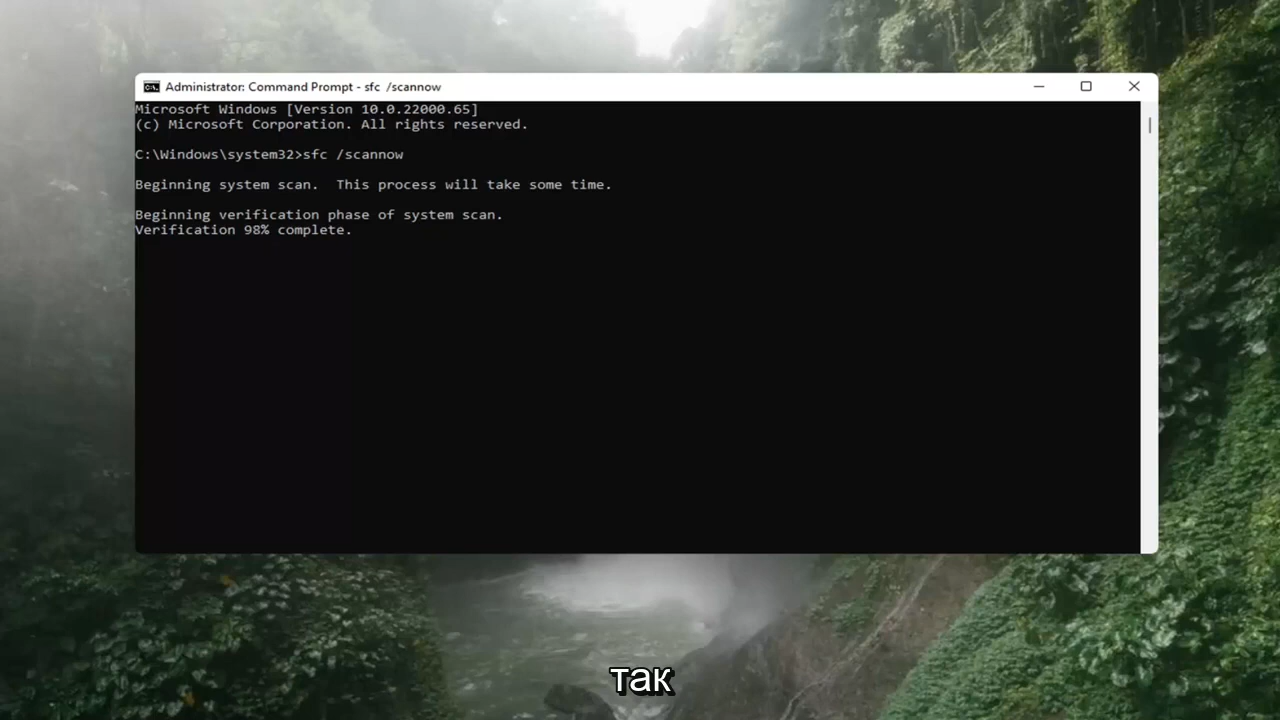 Administrator: Command Prompt - sfc  /scannow
Microsoft Windows [Version 10.0.22000.65]
(c) Microsoft Corporation. All rights reserved.
C:\Windows\system32>sfc /scannow
Beginning system scan.  This process will take some time.
Beginning verification phase of system scan.
Verification 98% complete.
так